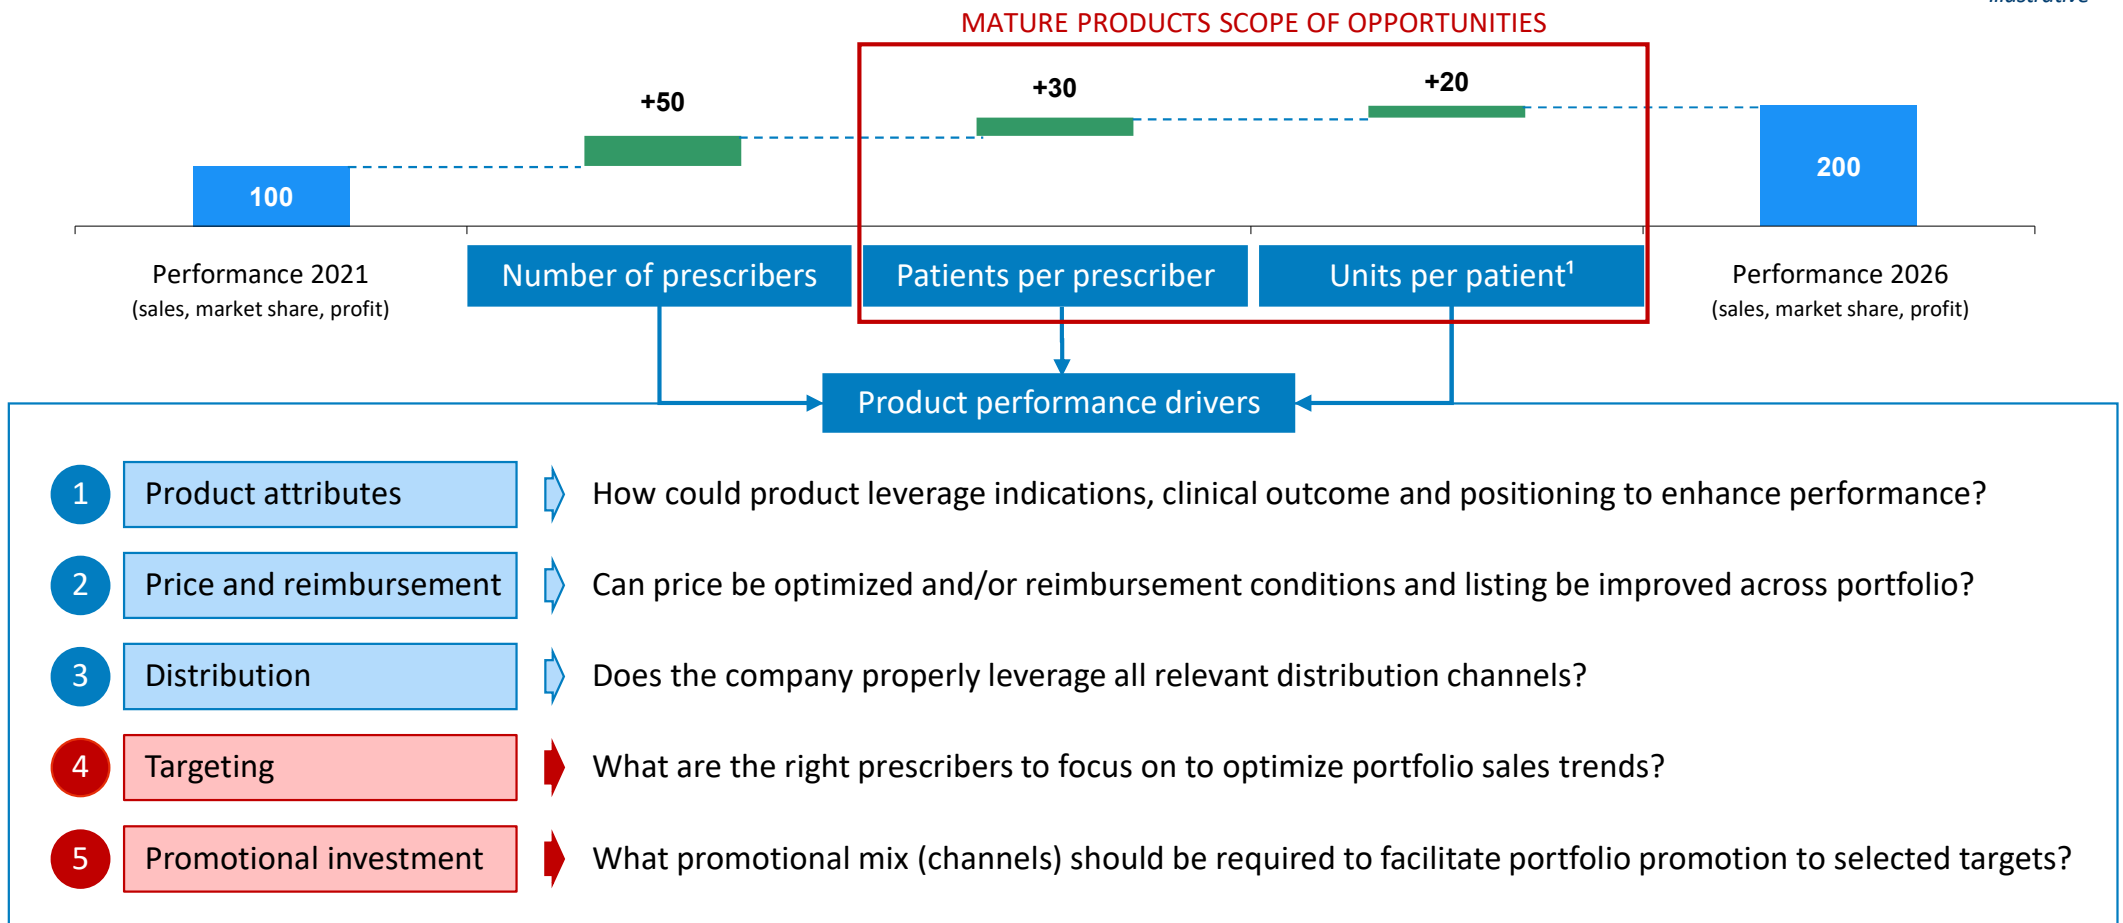 Illustrative
MATURE PRODUCTS SCOPE OF OPPORTUNITIES
+50
+30
+20
100
200
Performance 2021
(sales, market share, profit)
Number of prescribers
Patients per prescriber
Units per patient¹
Performance 2026
(sales, market share, profit)
Product performance drivers
1 Product attributes How could product leverage indications, clinical outcome and positioning to enhance performance?
2 Price and reimbursement Can price be optimized and/or reimbursement conditions and listing be improved across portfolio?
3 Distribution Does the company properly leverage all relevant distribution channels?
4 Targeting What are the right prescribers to focus on to optimize portfolio sales trends?
5 Promotional investment What promotional mix (channels) should be required to facilitate portfolio promotion to selected targets?